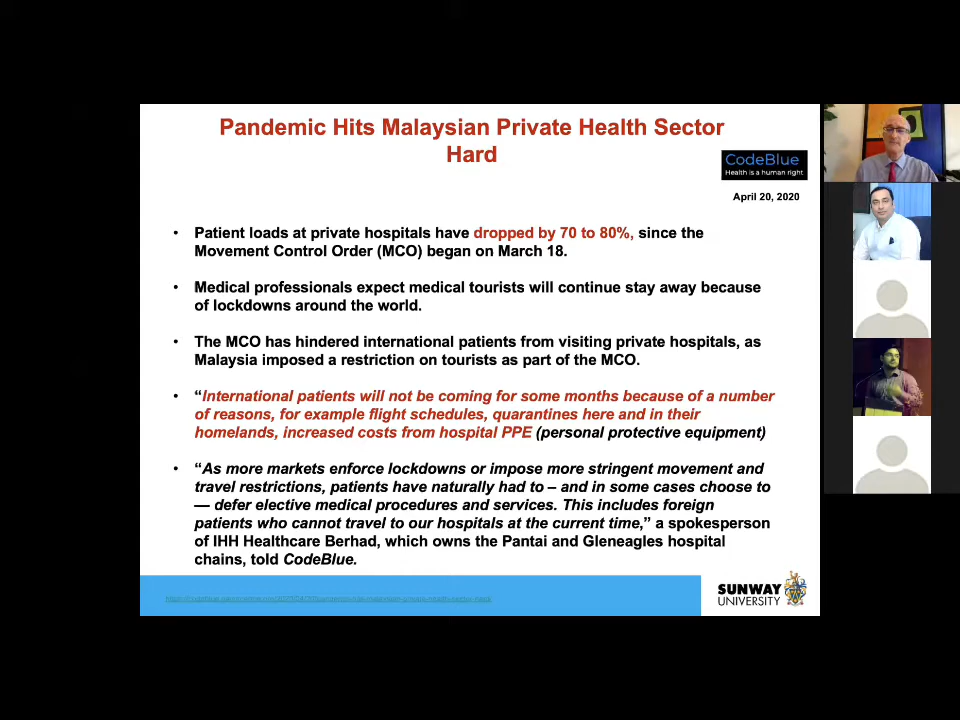 Pandemic Hits Malaysian Private Health Sector
Hard
CodeBlue
Health is a human right
April 20, 2020
• Patient loads at private hospitals have dropped by 70 to 80%, since the
Movement Control Order (MCO) began on March 18.
• Medical professionals expect medical tourists will continue stay away because
of lockdowns around the world.
• The MCO has hindered international patients from visiting private hospitals, as
Malaysia imposed a restriction on tourists as part of the MCO.
• “International patients will not be coming for some months because of a number
of reasons, for example flight schedules, quarantines here and in their
homelands, increased costs from hospital PPE (personal protective equipment)
• “As more markets enforce lockdowns or impose more stringent movement and
travel restrictions, patients have naturally had to – and in some cases choose to
— defer elective medical procedures and services. This includes foreign
patients who cannot travel to our hospitals at the current time,” a spokesperson
of IHH Healthcare Berhad, which owns the Pantai and Gleneagles hospital
chains, told CodeBlue.
SUNWAY
UNIVERSITY